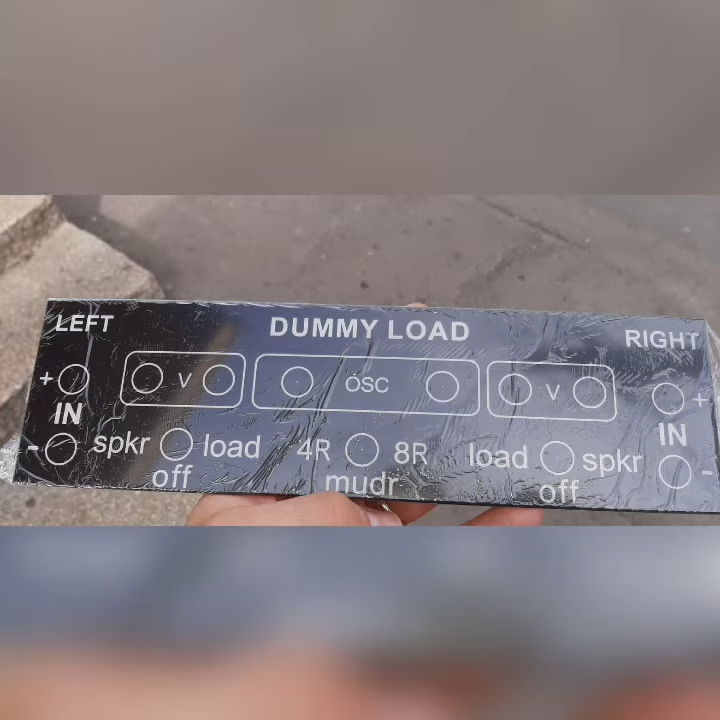 LEFT DUMMY LOAD RIGHT
+ V OSC V +
IN IN
- spkr load 4R 8R load spkr -
off mudr off